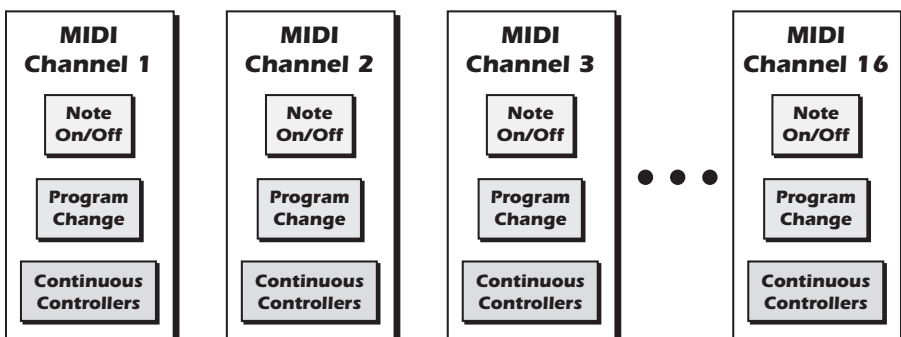 MIDI
Channel 1
Note
On/Off
Program
Change
Continuous
Controllers
MIDI
Channel 2
Note
On/Off
Program
Change
Continuous
Controllers
MIDI
Channel 3
Note
On/Off
Program
Change
Continuous
Controllers
MIDI
Channel 16
Note
On/Off
Program
Change
Continuous
Controllers